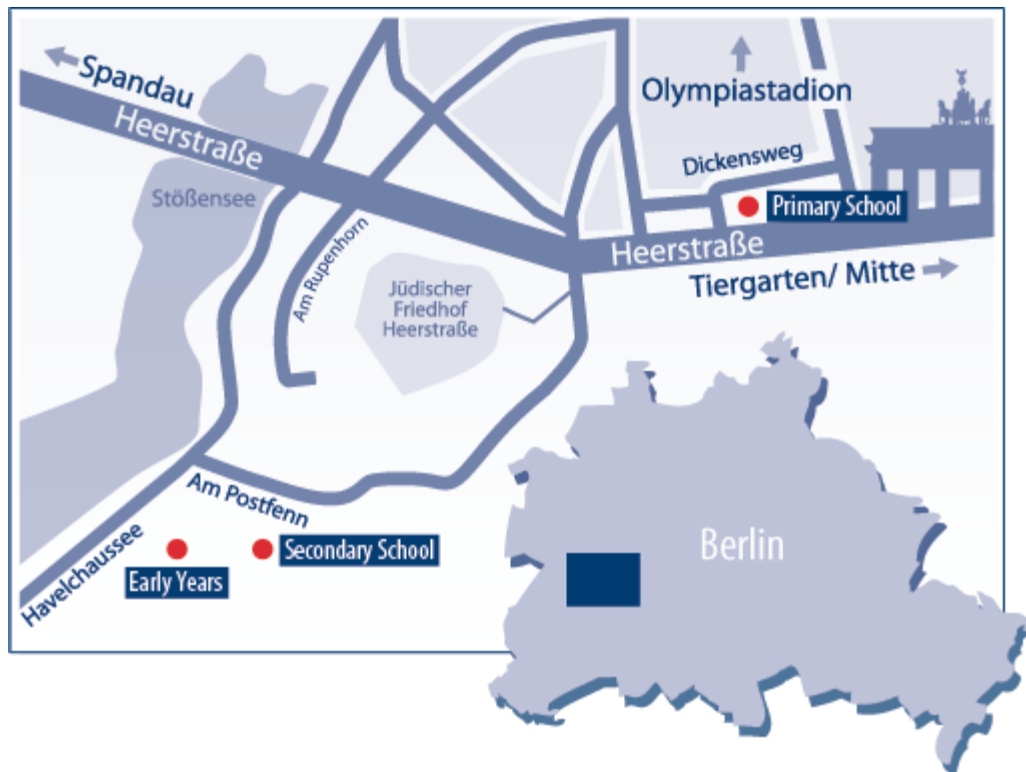 Spandau
Heerstraße
Olympiastadion
Dickensweg
Stößensee
Primary School
Am Rupenhorn
Heerstraße
Tiergarten/ Mitte
Jüdischer
Friedhof
Heerstraße
Am Postfenn
Havelchaussee
Secondary School
Early Years
Berlin